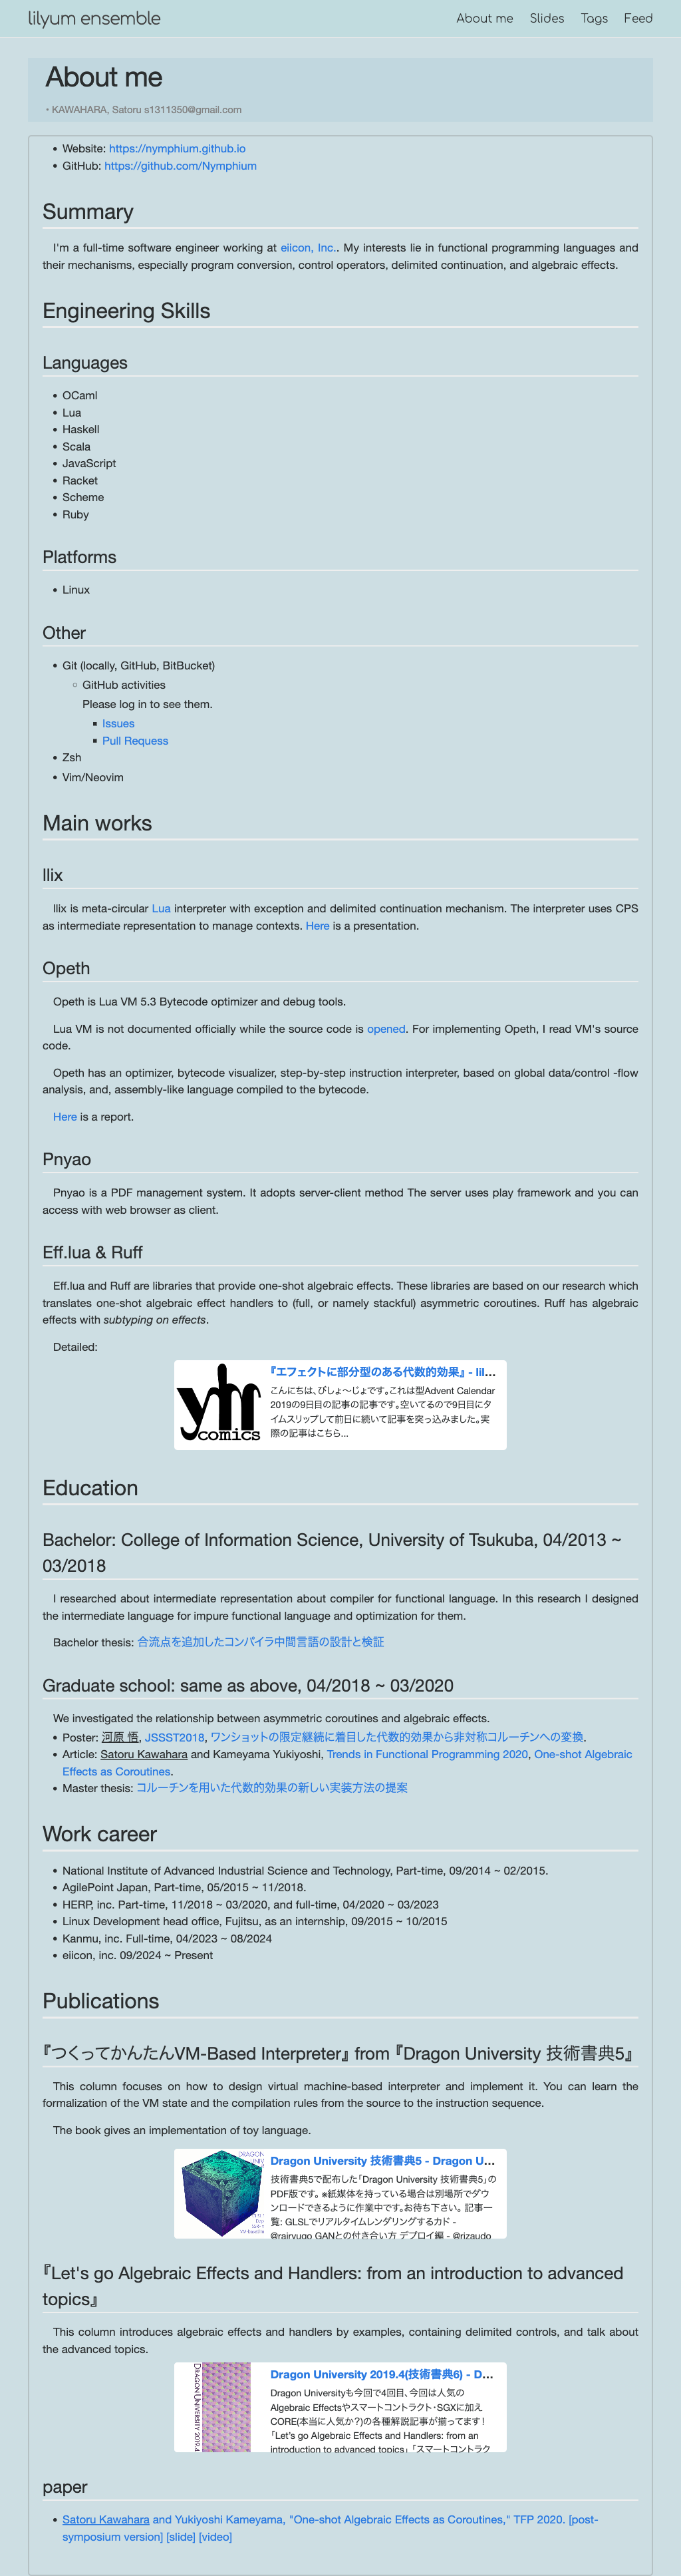 lilyum ensemble
About me Slides Tags Feed
About me
• KAWAHARA, Satoru s1311350@gmail.com
• Website: https://nymphium.github.io
• GitHub: https://github.com/Nymphium
Summary
I'm a full-time software engineer working at eiicon, Inc.. My interests lie in functional programming languages and
their mechanisms, especially program conversion, control operators, delimited continuation, and algebraic effects.
Engineering Skills
Languages
• OCaml
• Lua
• Haskell
• Scala
• JavaScript
• Racket
• Scheme
• Ruby
Platforms
• Linux
Other
• Git (locally, GitHub, BitBucket)
○ GitHub activities
Please log in to see them.
▪ Issues
▪ Pull Requess
• Zsh
• Vim/Neovim
Main works
llix
llix is meta-circular Lua interpreter with exception and delimited continuation mechanism. The interpreter uses CPS
as intermediate representation to manage contexts. Here is a presentation.
Opeth
Opeth is Lua VM 5.3 Bytecode optimizer and debug tools.
Lua VM is not documented officially while the source code is opened. For implementing Opeth, I read VM's source
code.
Opeth has an optimizer, bytecode visualizer, step-by-step instruction interpreter, based on global data/control -flow
analysis, and, assembly-like language compiled to the bytecode.
Here is a report.
Pnyao
Pnyao is a PDF management system. It adopts server-client method The server uses play framework and you can
access with web browser as client.
Eff.lua & Ruff
Eff.lua and Ruff are libraries that provide one-shot algebraic effects. These libraries are based on our research which
translates one-shot algebraic effect handlers to (full, or namely stackful) asymmetric coroutines. Ruff has algebraic
effects with subtyping on effects.
Detailed:
comics
『エフェクトに部分型のある代数的効果』 - lil...
こんにちは、びしょ〜じょです。これは型Advent Calendar
2019の9日目の記事の記事です。空いてるので9日目にタ
イムスリップして前日に続いて記事を突っ込みました。実
際の記事はこちら...
Education
Bachelor: College of Information Science, University of Tsukuba, 04/2013 ~
03/2018
I researched about intermediate representation about compiler for functional language. In this research I designed
the intermediate language for impure functional language and optimization for them.
Bachelor thesis: 合流点を追加したコンパイラ中間言語の設計と検証
Graduate school: same as above, 04/2018 ~ 03/2020
We investigated the relationship between asymmetric coroutines and algebraic effects.
• Poster: 河原 悟, JSSST2018, ワンショットの限定継続に着目した代数的効果から非対称コルーチンへの変換.
• Article: Satoru Kawahara and Kameyama Yukiyoshi, Trends in Functional Programming 2020, One-shot Algebraic
Effects as Coroutines.
• Master thesis: コルーチンを用いた代数的効果の新しい実装方法の提案
Work career
• National Institute of Advanced Industrial Science and Technology, Part-time, 09/2014 ~ 02/2015.
• AgilePoint Japan, Part-time, 05/2015 ~ 11/2018.
• HERP, inc. Part-time, 11/2018 ~ 03/2020, and full-time, 04/2020 ~ 03/2023
• Linux Development head office, Fujitsu, as an internship, 09/2015 ~ 10/2015
• Kanmu, inc. Full-time, 04/2023 ~ 08/2024
• eiicon, inc. 09/2024 ~ Present
Publications
『つくってかんたんVM-Based Interpreter』 from 『Dragon University 技術書典5』
This column focuses on how to design virtual machine-based interpreter and implement it. You can learn the
formalization of the VM state and the compilation rules from the source to the instruction sequence.
The book gives an implementation of toy language.
Dragon University 技術書典5 - Dragon U...
技術書典5で配布した「Dragon University 技術書典5」の
PDF版です。 ※紙媒体を持っている場合は別場所でダウ
ンロードできるように作業中です。お待ち下さい。 記事一
覧: GLSLでリアルタイムレンダリングするカド -
@rairyugo GANとの付き合い方 デプロイ編 - @rizaudo
『Let's go Algebraic Effects and Handlers: from an introduction to advanced
topics』
This column introduces algebraic effects and handlers by examples, containing delimited controls, and talk about
the advanced topics.
DRAGON UNIVERSITY 2019.4
Dragon University 2019.4(技術書典6) - D...
Dragon Universityも今回で4回目、今回は人気の
Algebraic Effectsやスマートコントラクト・SGXに加え
CORE(本当に人気か?)の各種解説記事が揃ってます!
「Let's go Algebraic Effects and Handlers: from an
introduction to advanced topics」「スマートコントラク
paper
• Satoru Kawahara and Yukiyoshi Kameyama, "One-shot Algebraic Effects as Coroutines," TFP 2020. [post-
symposium version] [slide] [video]